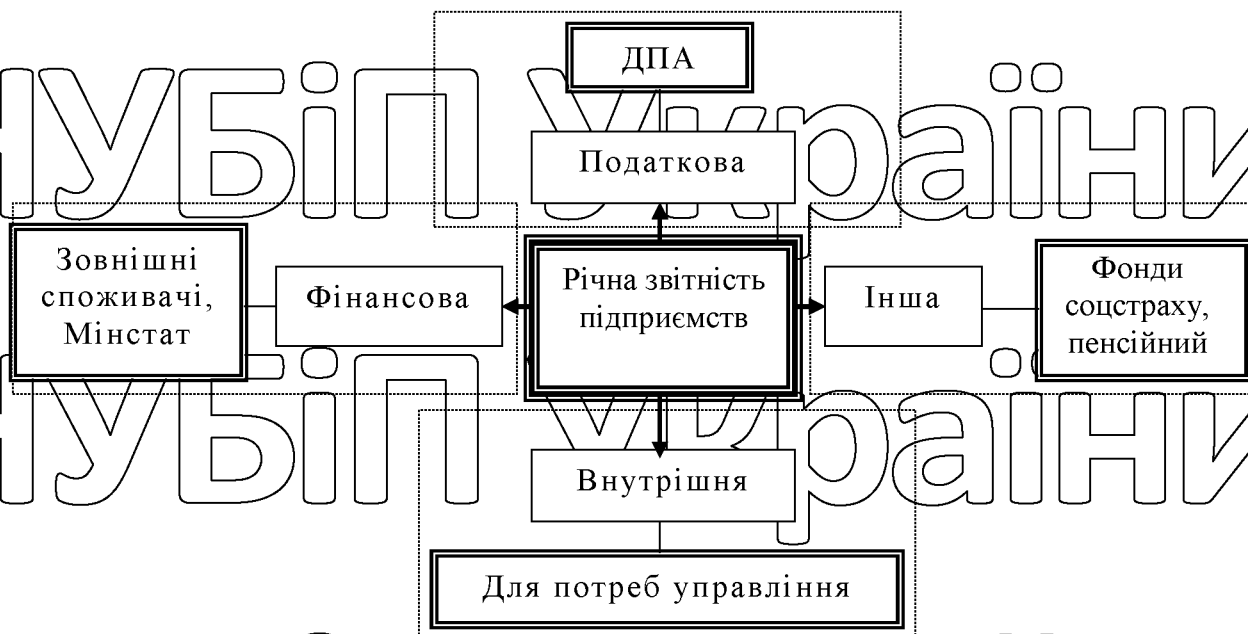 ДПА
Податкова
НУБіП України
Зовнішні
споживачі,
Мінстат
Фінансова
Річна звітність
підприємств
Інша
Фонди
соцстраху,
пенсійний
НУБіП України
Внутрішня
Для потреб управління